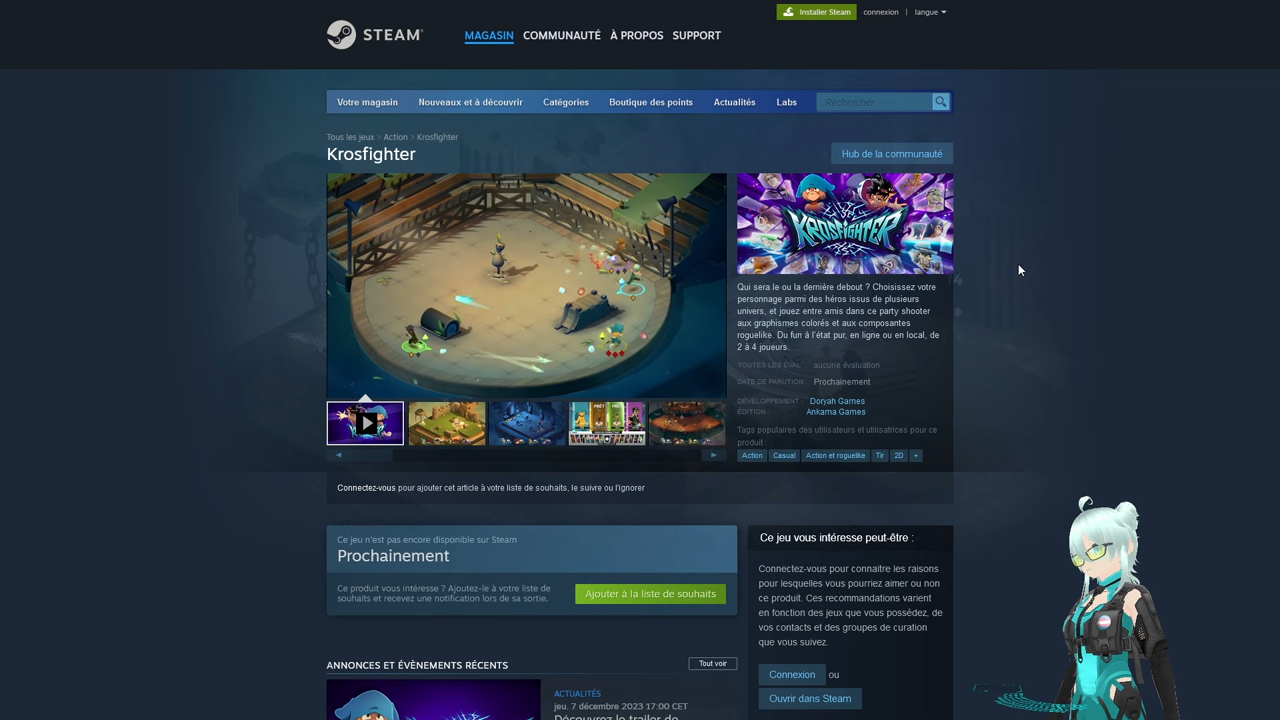 Installer Steam
connexion | langue
STEAM®
MAGASIN COMMUNAUTÉ À PROPOS SUPPORT
Votre magasin Nouveaux et à découvrir Catégories Boutique des points Actualités Labs Rechercher
Tous les jeux > Action > Krosfighter
Krosfighter
Hub de la communauté
KROSFIGHTER
Qui sera le ou la dernière debout ? Choisissez votre
personnage parmi des héros issus de plusieurs
univers, et jouez entre amis dans ce party shooter
aux graphismes colorés et aux composantes
roguelike. Du fun à l'état pur, en ligne ou en local, de
2 à 4 joueurs.
TOUTES LES ÉVAL. : aucune évaluation
DATE DE PARUTION : Prochainement
DÉVELOPPEMENT : Doryah Games
ÉDITION : Ankama Games
Tags populaires des utilisateurs et utilisatrices pour ce
produit :
Action Casual Action et roguelike Tir 2D +
Connectez-vous pour ajouter cet article à votre liste de souhaits, le suivre ou l'ignorer
Ce jeu n'est pas encore disponible sur Steam
Prochainement
Ce produit vous intéresse ? Ajoutez-le à votre liste de
souhaits et recevez une notification lors de sa sortie.
Ajouter à la liste de souhaits
Ce jeu vous intéresse peut-être :
Connectez-vous pour connaitre les raisons
pour lesquelles vous pourriez aimer ou non
ce produit. Ces recommandations varient
en fonction des jeux que vous possédez, de
vos contacts et des groupes de curation
que vous suivez.
Connexion ou
Ouvrir dans Steam
ANNONCES ET ÉVÈNEMENTS RÉCENTS
Tout voir
ACTUALITÉS
jeu. 7 décembre 2023 17:00 CET
Découvrez le trailer de